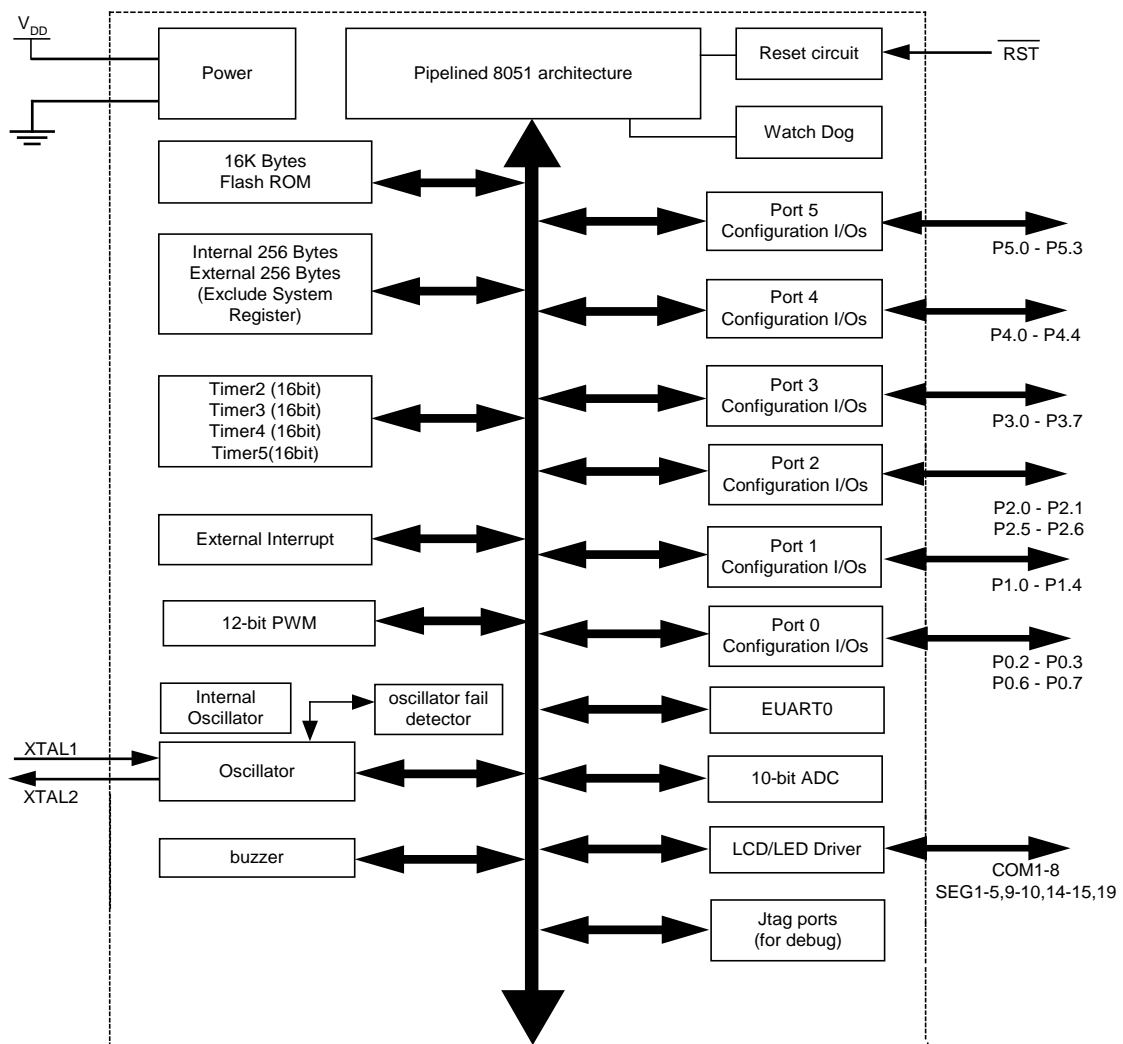 VDD
Power
Pipelined 8051 architecture
Reset circuit
RST
Watch Dog
16K Bytes
Flash ROM
Internal 256 Bytes
External 256 Bytes
(Exclude System
Register)
Timer2 (16bit)
Timer3 (16bit)
Timer4 (16bit)
Timer5(16bit)
External Interrupt
12-bit PWM
Internal
Oscillator
oscillator fail
detector
XTAL1
Oscillator
XTAL2
buzzer
Port 5
Configuration I/Os
P5.0 - P5.3
Port 4
Configuration I/Os
P4.0 - P4.4
Port 3
Configuration I/Os
P3.0 - P3.7
Port 2
Configuration I/Os
P2.0 - P2.1
P2.5 - P2.6
Port 1
Configuration I/Os
P1.0 - P1.4
Port 0
Configuration I/Os
P0.2 - P0.3
P0.6 - P0.7
EUART0
10-bit ADC
LCD/LED Driver
COM1-8
SEG1-5,9-10,14-15,19
Jtag ports
(for debug)